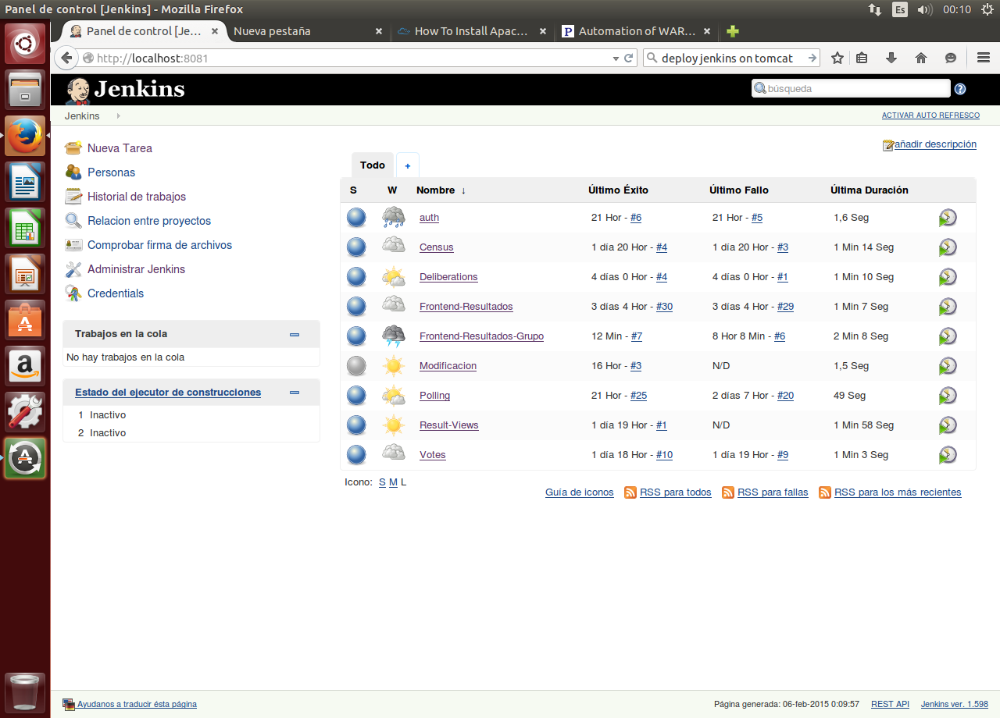 Panel de control [Jenkins] - Mozilla Firefox
Es
00:10
Panel de control [Je...
Nueva pestaña
How To Install Apac...
P
Automation of WAR...
http://localhost:8081
deploy jenkins on tomcat
Jenkins
búsqueda
?
Jenkins
ACTIVAR AUTO REFRESCO
Nueva Tarea
Personas
Historial de trabajos
Relacion entre proyectos
Comprobar firma de archivos
Administrar Jenkins
Credentials
Trabajos en la cola
No hay trabajos en la cola
Estado del ejecutor de construcciones
1 Inactivo
2 Inactivo
añadir descripción
Todo
+
S W Nombre ↓ Último Éxito Último Fallo Última Duración
auth 21 Hor - #6 21 Hor - #5 1,6 Seg
Census 1 día 20 Hor - #4 1 día 20 Hor - #3 1 Min 14 Seg
Deliberations 4 días 0 Hor - #4 4 días 0 Hor - #1 1 Min 10 Seg
Frontend-Resultados 3 días 4 Hor - #30 3 días 4 Hor - #29 1 Min 7 Seg
Frontend-Resultados-Grupo 12 Min - #7 8 Hor 8 Min - #6 2 Min 8 Seg
Modificacion 16 Hor - #3 N/D 1,5 Seg
Polling 21 Hor - #25 2 días 7 Hor - #20 49 Seg
Result-Views 1 día 19 Hor - #1 N/D 1 Min 58 Seg
Votes 1 día 18 Hor - #10 1 día 19 Hor - #9 1 Min 3 Seg
Icono: S M L
Guía de iconos RSS para todos RSS para fallas RSS para los más recientes
Ayudanos a traducir ésta página
Página generada: 06-feb-2015 0:09:57 REST API Jenkins ver. 1.598